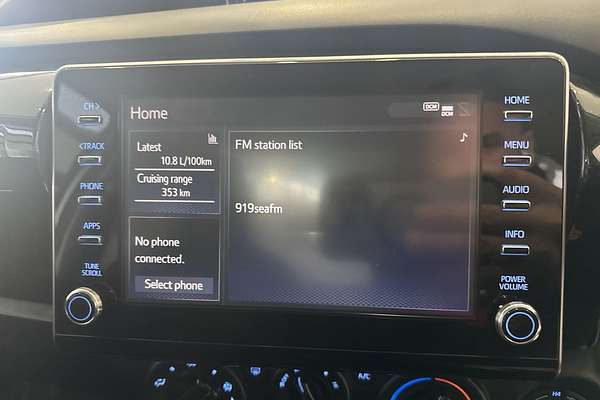 CH >
< TRACK
PHONE
APPS
TUNE
SCROLL
Home
DCM
DCM
Latest
10.8 L/100km
Cruising range
353 km
No phone
connected.
Select phone
FM station list
919seafm
HOME
MENU
AUDIO
INFO
POWER
VOLUME